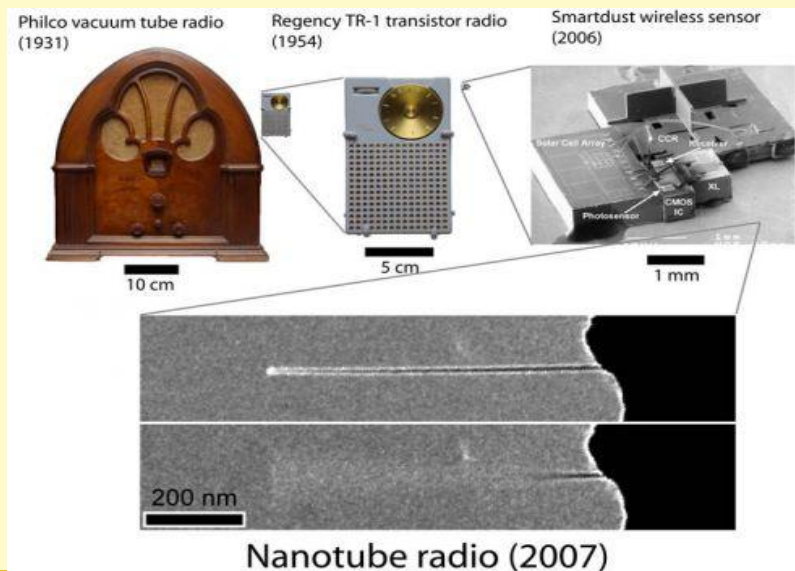 Philco vacuum tube radio
(1931)
Regency TR-1 transistor radio
(1954)
Smartdust wireless sensor
(2006)
Solar Cell Array
CCR
Receiver
Photosensor
XL
CMOS
IC
10 cm
5 cm
1 mm
200 nm
Nanotube radio (2007)